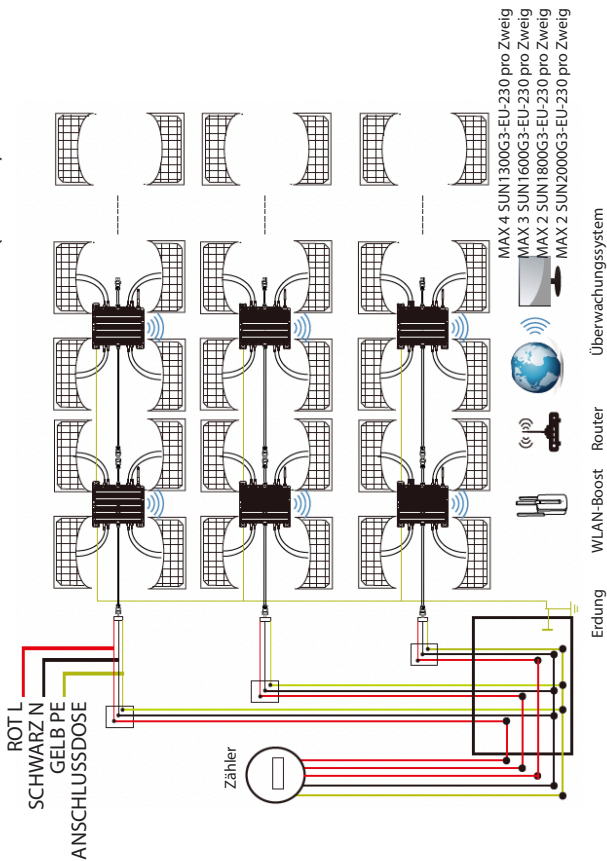 ROT L
SCHWARZ N
GELB PE
ANSCHLUSSDOSE
Zähler
Erdung
WLAN-Boost
Router
Überwachungssystem
MAX 4 SUN1300G3-EU-230 pro Zweig
MAX 3 SUN1600G3-EU-230 pro Zweig
MAX 2 SUN1800G3-EU-230 pro Zweig
MAX 2 SUN2000G3-EU-230 pro Zweig